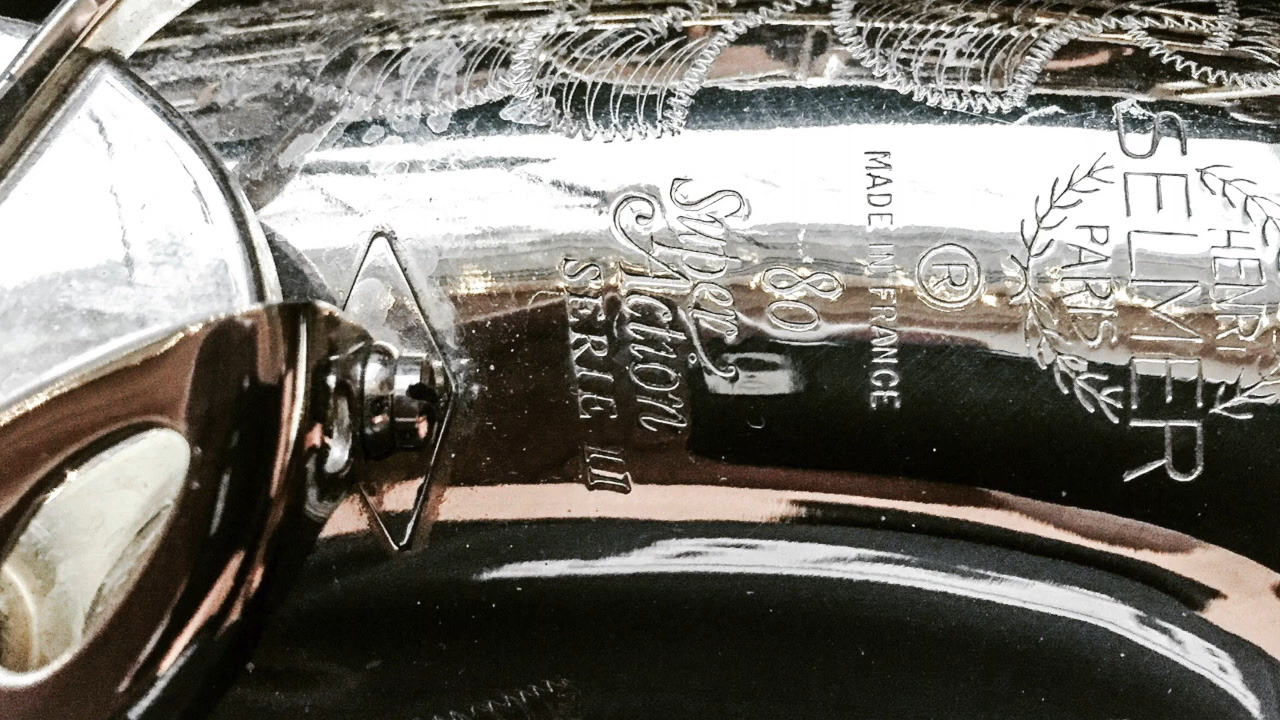 HENRI
SELMER
PARIS
®
MADE IN FRANCE
80
Super
Action
SERIE II